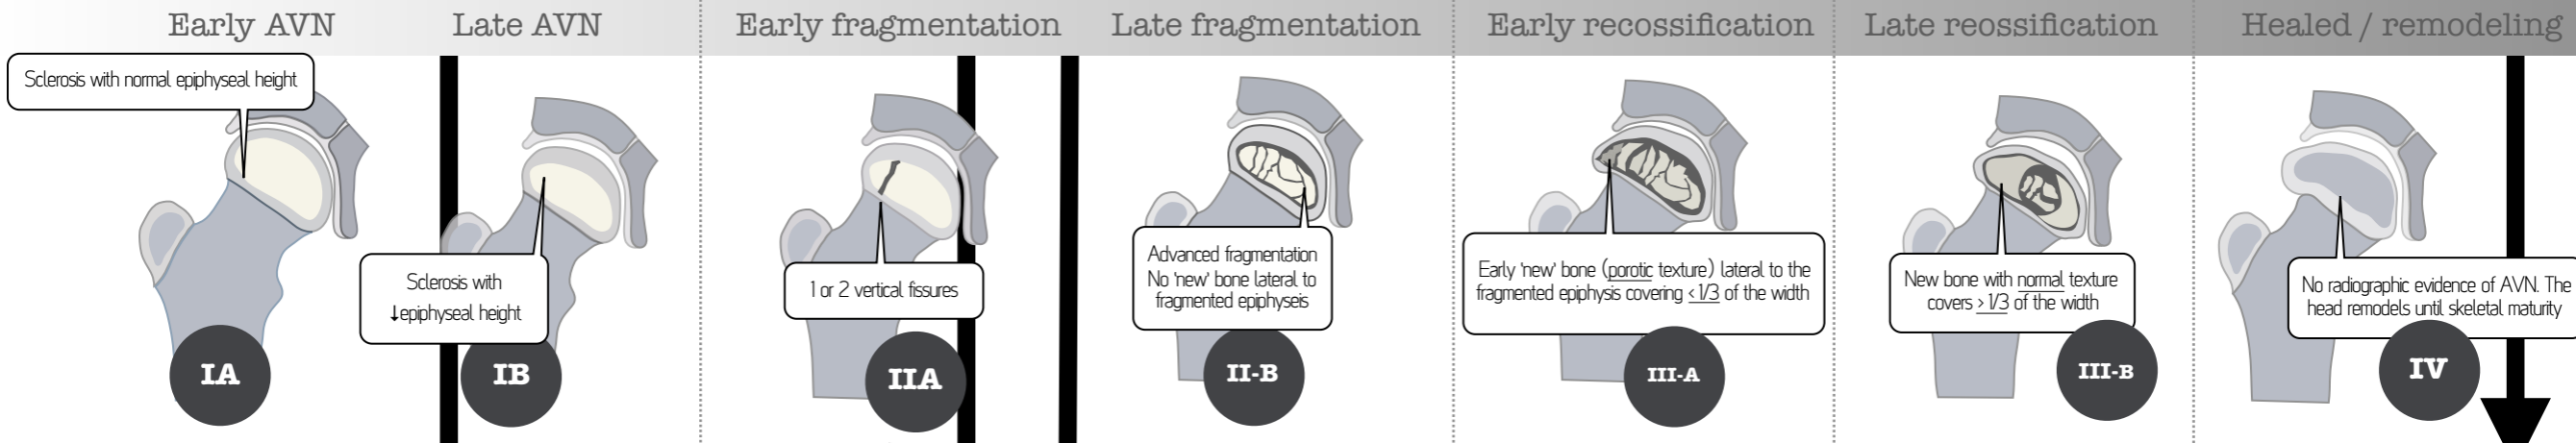 Early AVN
Late AVN
Early fragmentation
Late fragmentation
Early recossification
Late reossification
Healed / remodeling
Sclerosis with normal epiphyseal height
Sclerosis with
↓epiphyseal height
1 or 2 vertical fissures
Advanced fragmentation
No 'new' bone lateral to
fragmented epiphyseis
Early 'new' bone (porotic texture) lateral to the
fragmented epiphysis covering < 1/3 of the width
New bone with normal texture
covers > 1/3 of the width
No radiographic evidence of AVN. The
head remodels until skeletal maturity
IA
IB
IIA
II-B
III-A
III-B
IV